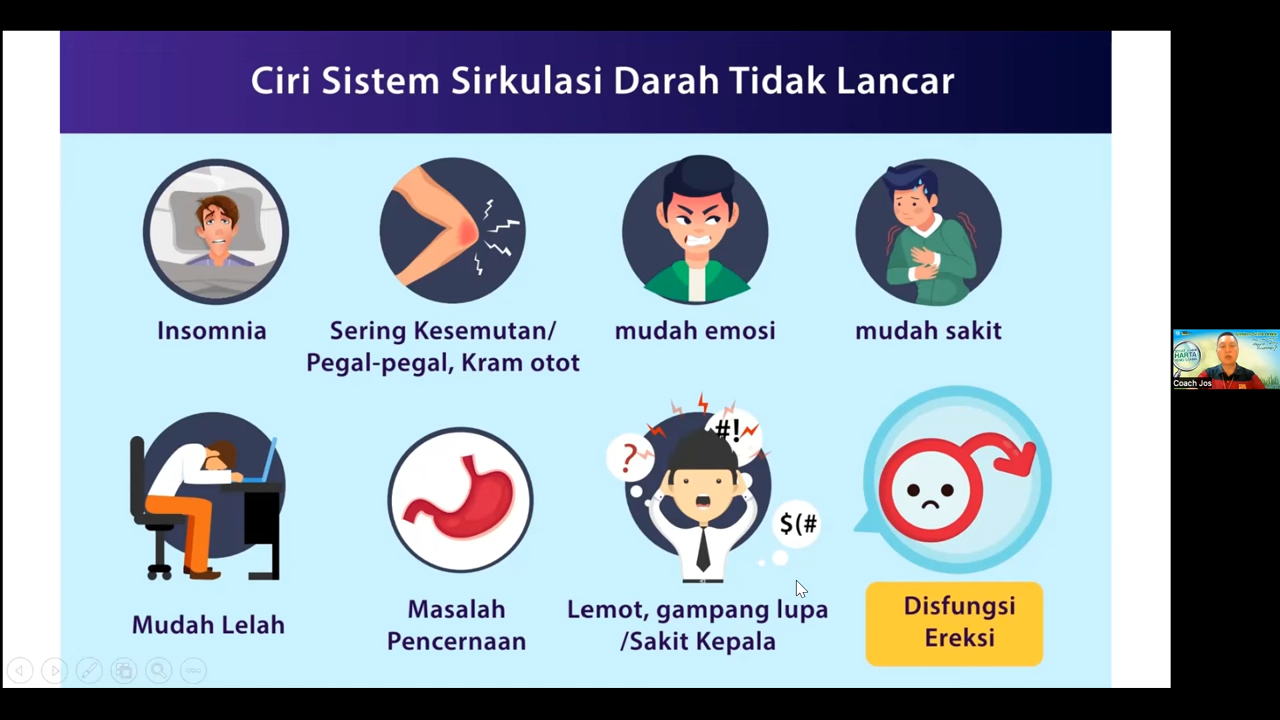 Ciri Sistem Sirkulasi Darah Tidak Lancar
Insomnia
Sering Kesemutan/
Pegal-pegal, Kram otot
mudah emosi
mudah sakit
HARTA
Coach Jos
?
#!
$(#
Mudah Lelah
Masalah
Pencernaan
Lemot, gampang lupa
/Sakit Kepala
Disfungsi
Ereksi